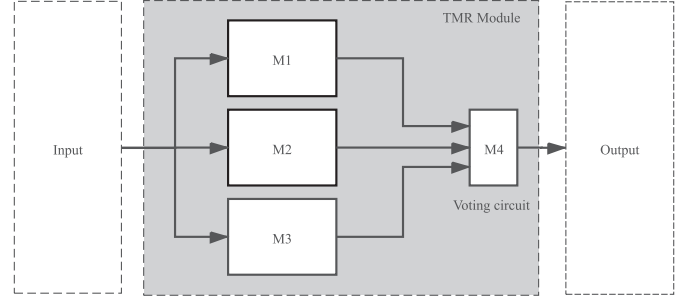 TMR Module
M1
Input
M2
M4
Output
Voting circuit
M3